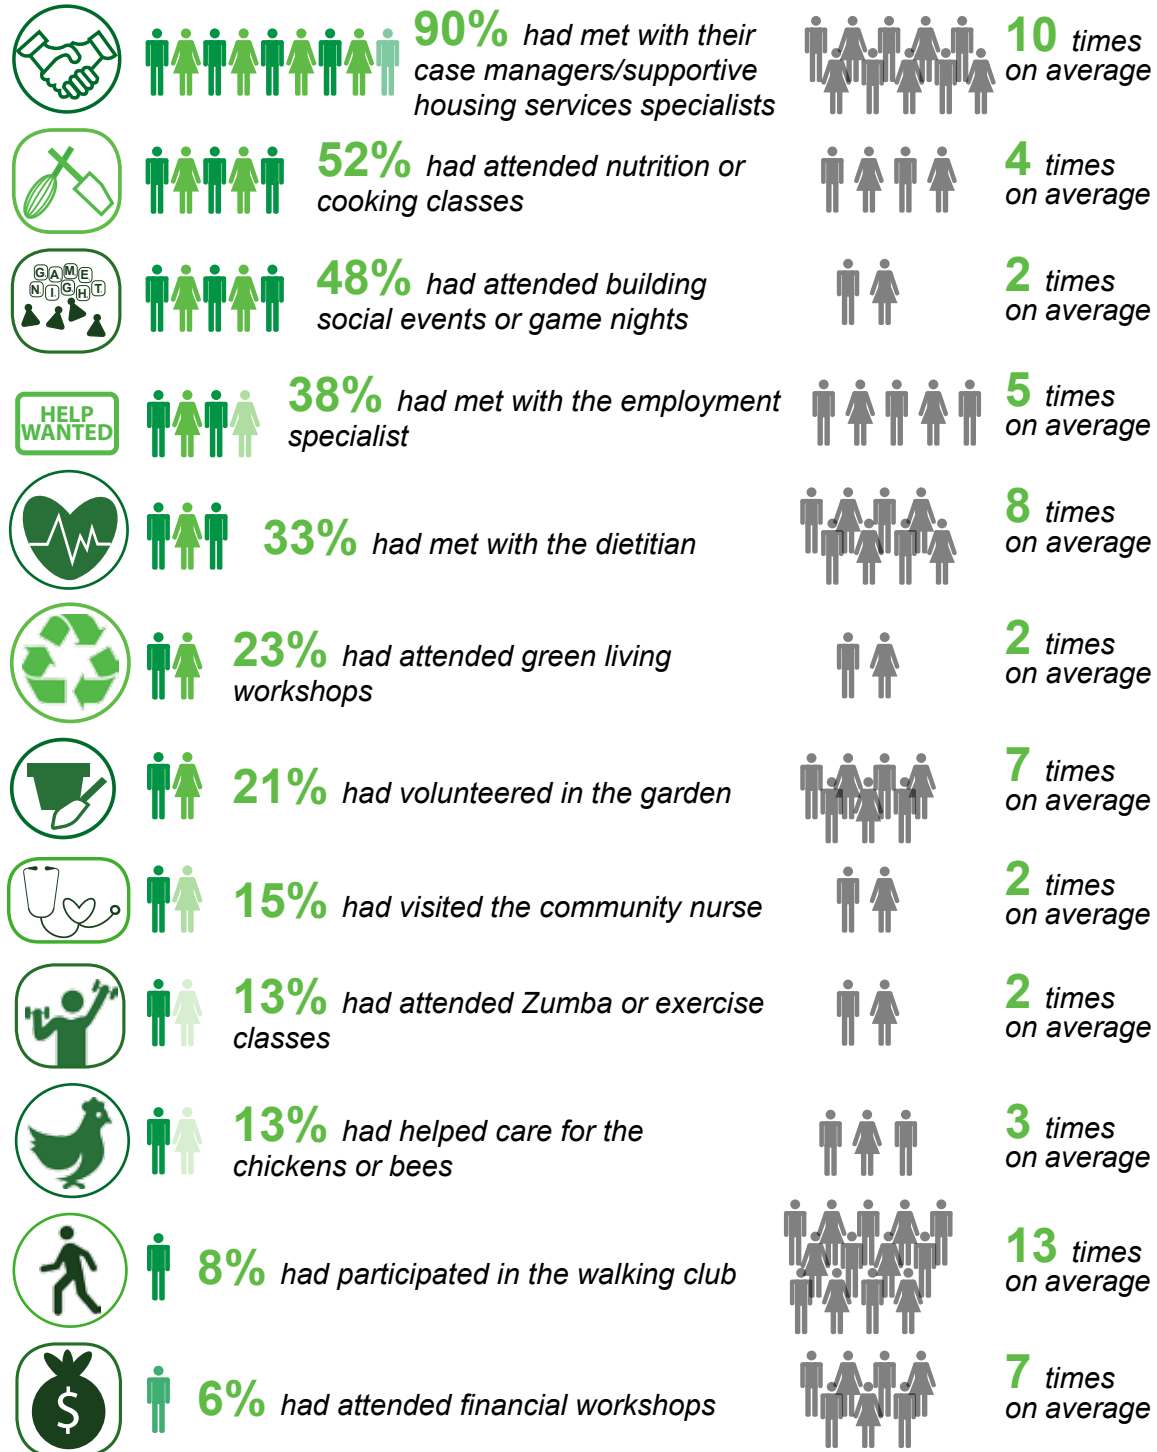 90% had met with their
case managers/supportive
housing services specialists
10 times
on average
52% had attended nutrition or
cooking classes
4 times
on average
GAME
NIGHT
48% had attended building
social events or game nights
2 times
on average
HELP
WANTED
38% had met with the employment
specialist
5 times
on average
33% had met with the dietitian
8 times
on average
23% had attended green living
workshops
2 times
on average
21% had volunteered in the garden
7 times
on average
15% had visited the community nurse
2 times
on average
13% had attended Zumba or exercise
classes
2 times
on average
13% had helped care for the
chickens or bees
3 times
on average
8% had participated in the walking club
13 times
on average
$
6% had attended financial workshops
7 times
on average